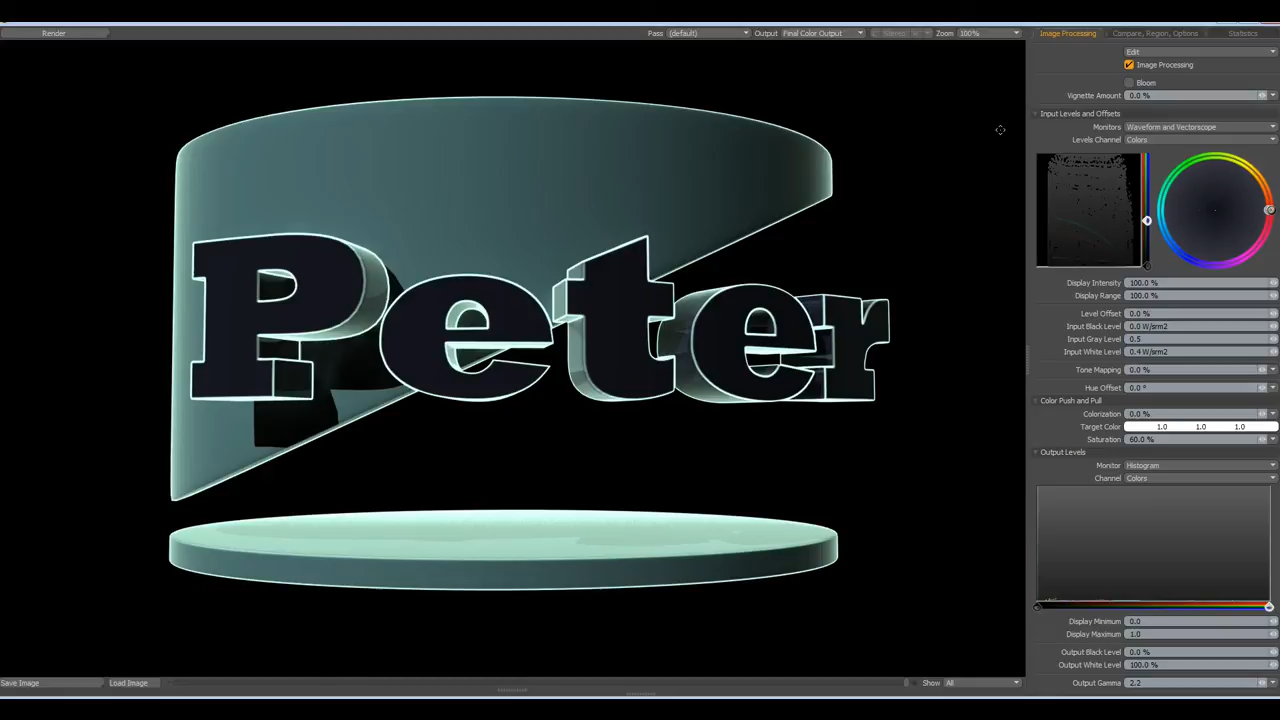 Render
Pass (default) Output Final Color Output Stereo Zoom 100%
Image Processing Compare, Region, Options Statistics
Edit
Image Processing
Bloom
Vignette Amount 0.0 %
Input Levels and Offsets
Monitors Waveform and Vectorscope
Levels Channel Colors
Display Intensity 100.0 %
Display Range 100.0 %
Level Offset 0.0 %
Input Black Level 0.0 W/srm2
Input Gray Level 0.5
Input White Level 0.4 W/srm2
Tone Mapping 0.0 %
Hue Offset 0.0 °
Color Push and Pull
Colorization 0.0 %
Target Color 1.0 1.0 1.0
Saturation 60.0 %
Output Levels
Monitor Histogram
Channel Colors
Display Minimum 0.0
Display Maximum 1.0
Output Black Level 0.0 %
Output White Level 100.0 %
Output Gamma 2.2
Peter
Save Image Load Image Show All